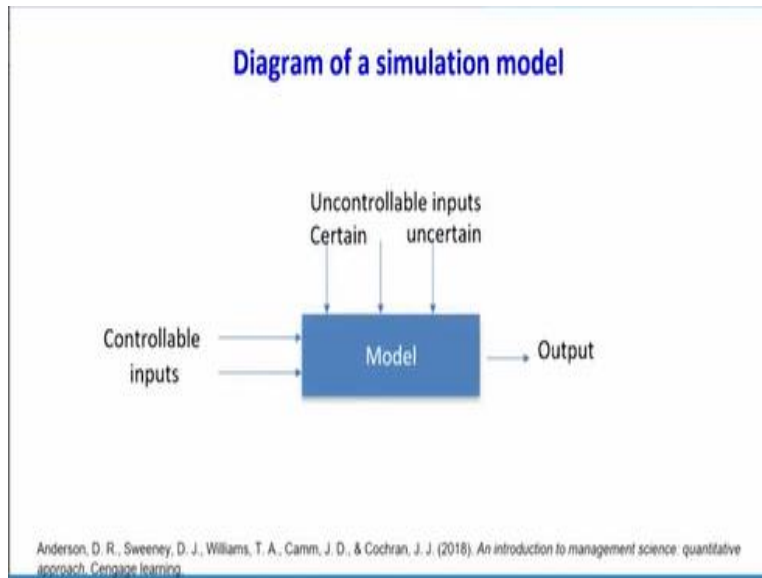 Diagram of a simulation model
Uncontrollable inputs
Certain uncertain
Controllable
inputs
Model
Output
Anderson, D. R., Sweeney, D. J., Williams, T. A., Camm, J. D., & Cochran, J. J. (2018). An introduction to management science: quantitative
approach. Cengage learning.